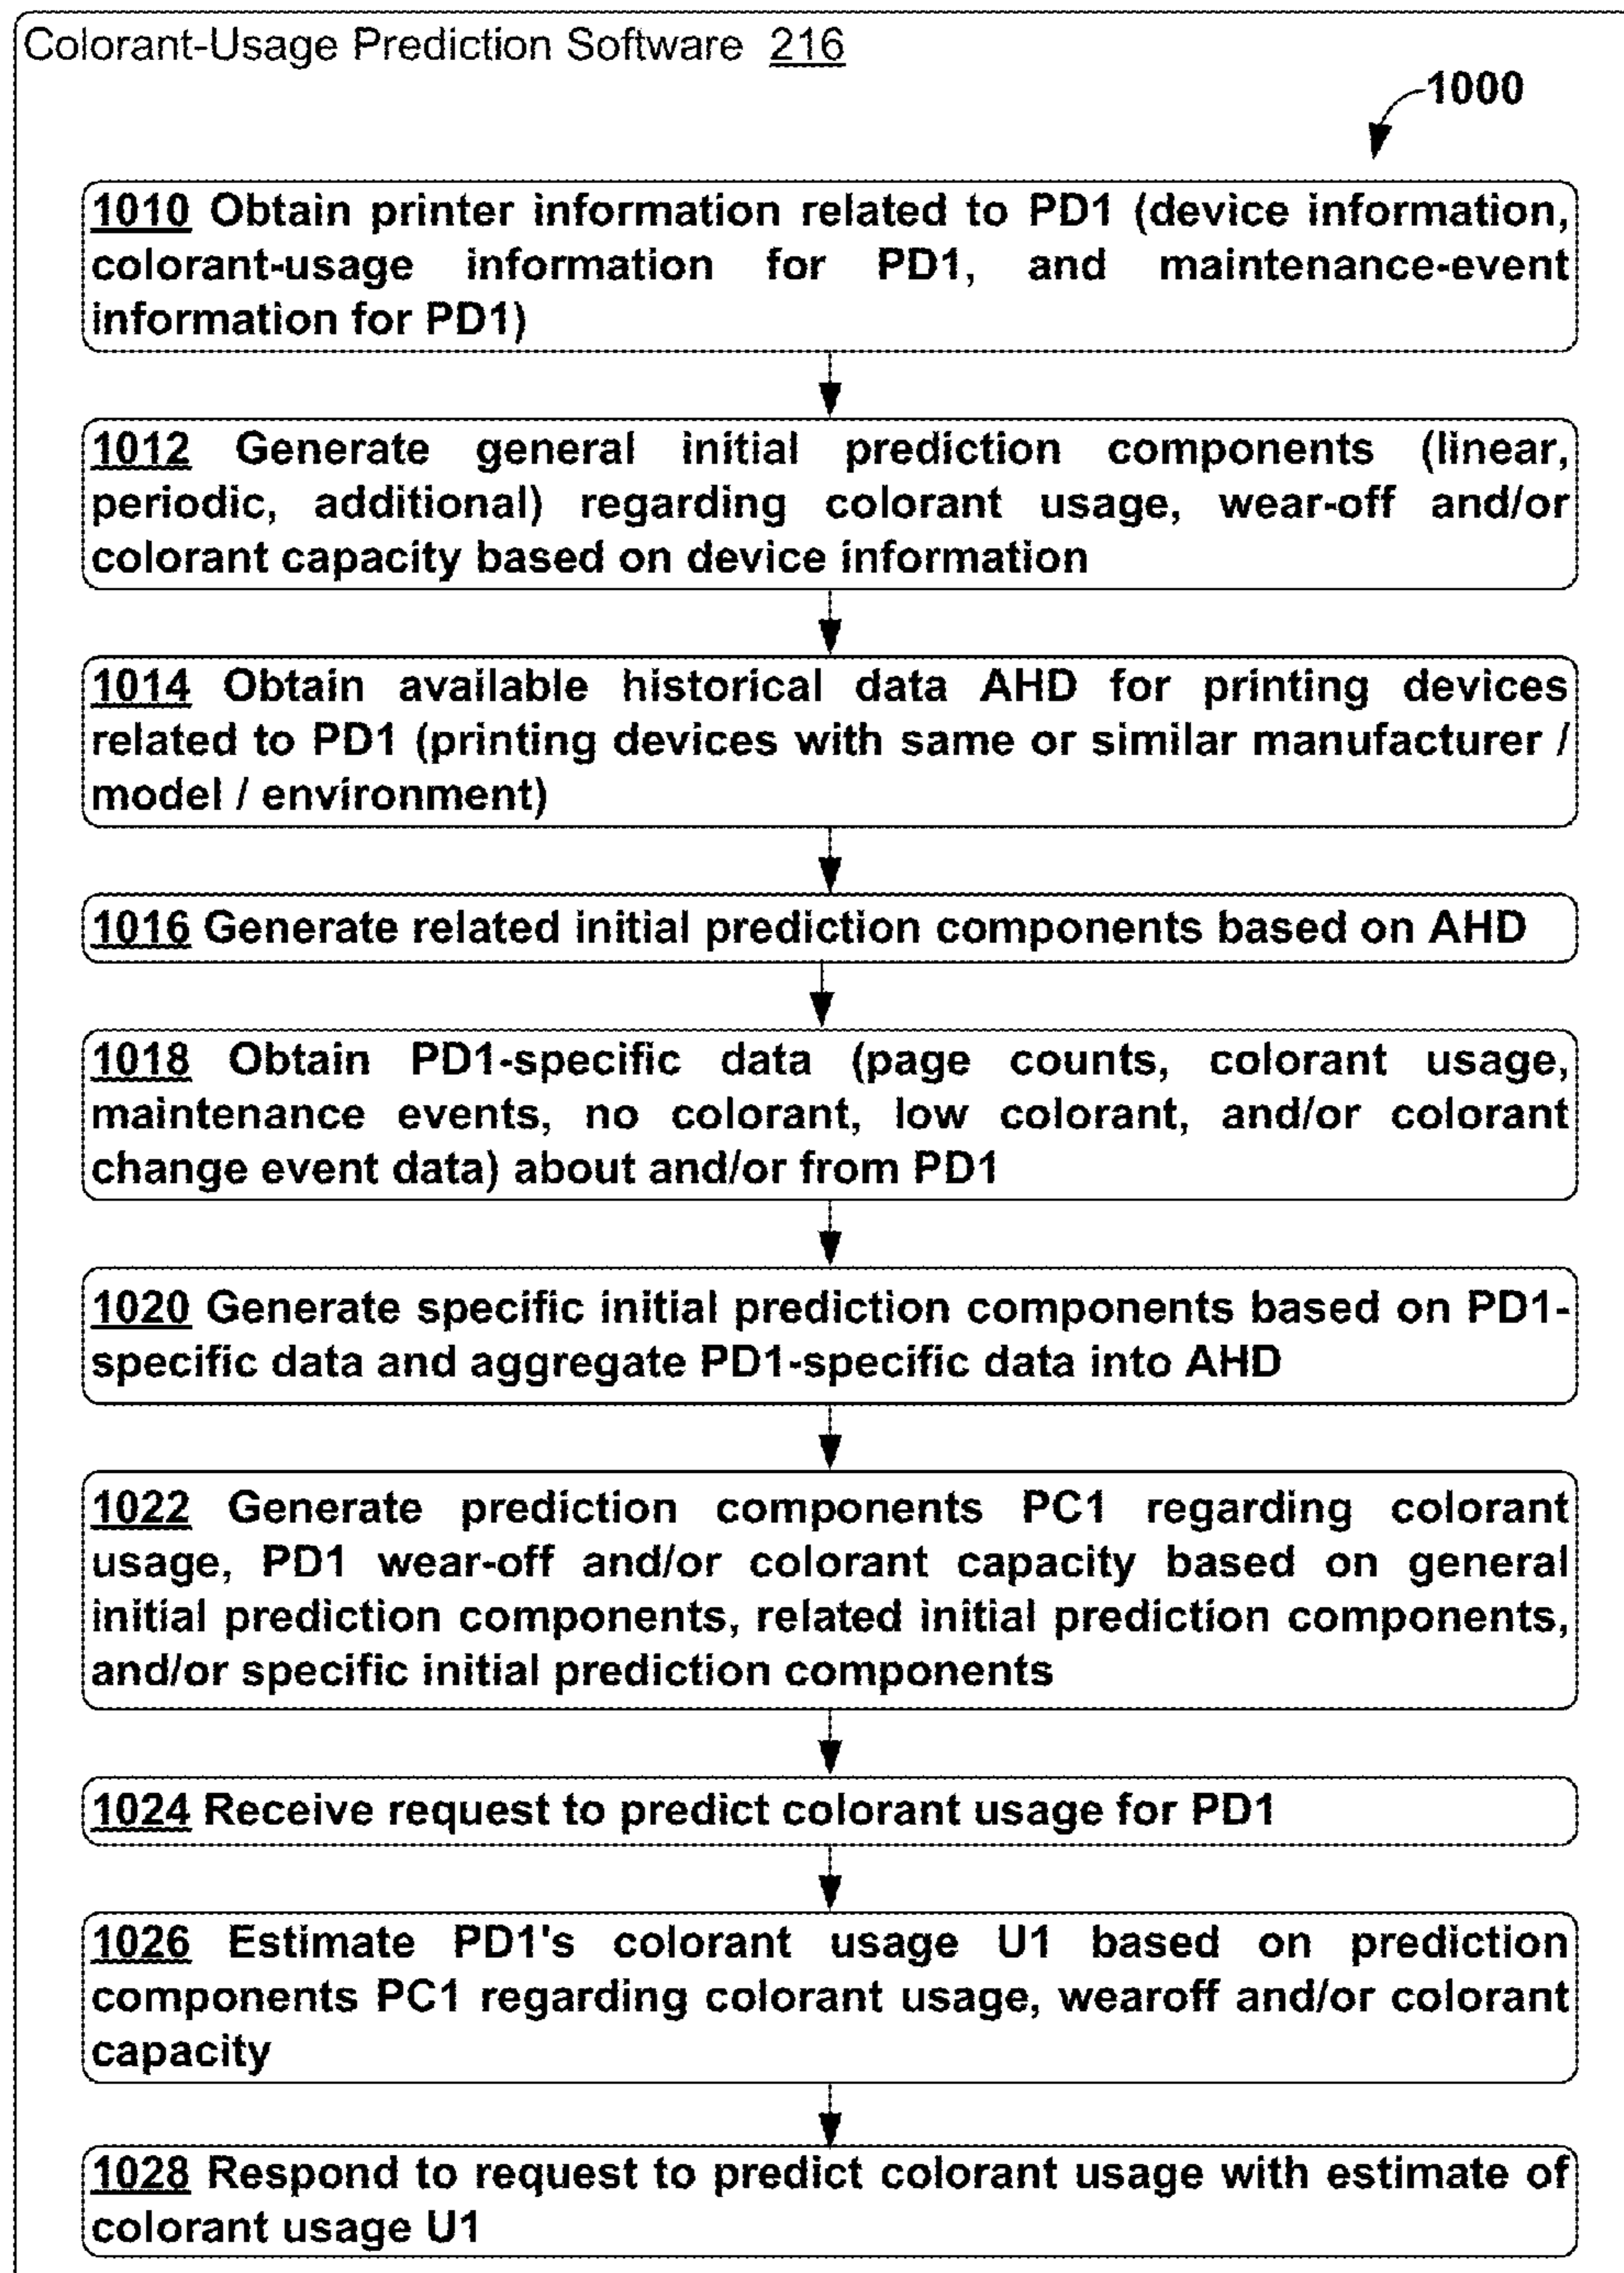 Colorant-Usage Prediction Software 216
1000
1010 Obtain printer information related to PD1 (device information,
colorant-usage information for PD1, and maintenance-event
information for PD1)
1012 Generate general initial prediction components (linear,
periodic, additional) regarding colorant usage, wear-off and/or
colorant capacity based on device information
1014 Obtain available historical data AHD for printing devices
related to PD1 (printing devices with same or similar manufacturer /
model / environment)
1016 Generate related initial prediction components based on AHD
1018 Obtain PD1-specific data (page counts, colorant usage,
maintenance events, no colorant, low colorant, and/or colorant
change event data) about and/or from PD1
1020 Generate specific initial prediction components based on PD1-
specific data and aggregate PD1-specific data into AHD
1022 Generate prediction components PC1 regarding colorant
usage, PD1 wear-off and/or colorant capacity based on general
initial prediction components, related initial prediction components,
and/or specific initial prediction components
1024 Receive request to predict colorant usage for PD1
1026 Estimate PD1's colorant usage U1 based on prediction
components PC1 regarding colorant usage, wearoff and/or colorant
capacity
1028 Respond to request to predict colorant usage with estimate of
colorant usage U1